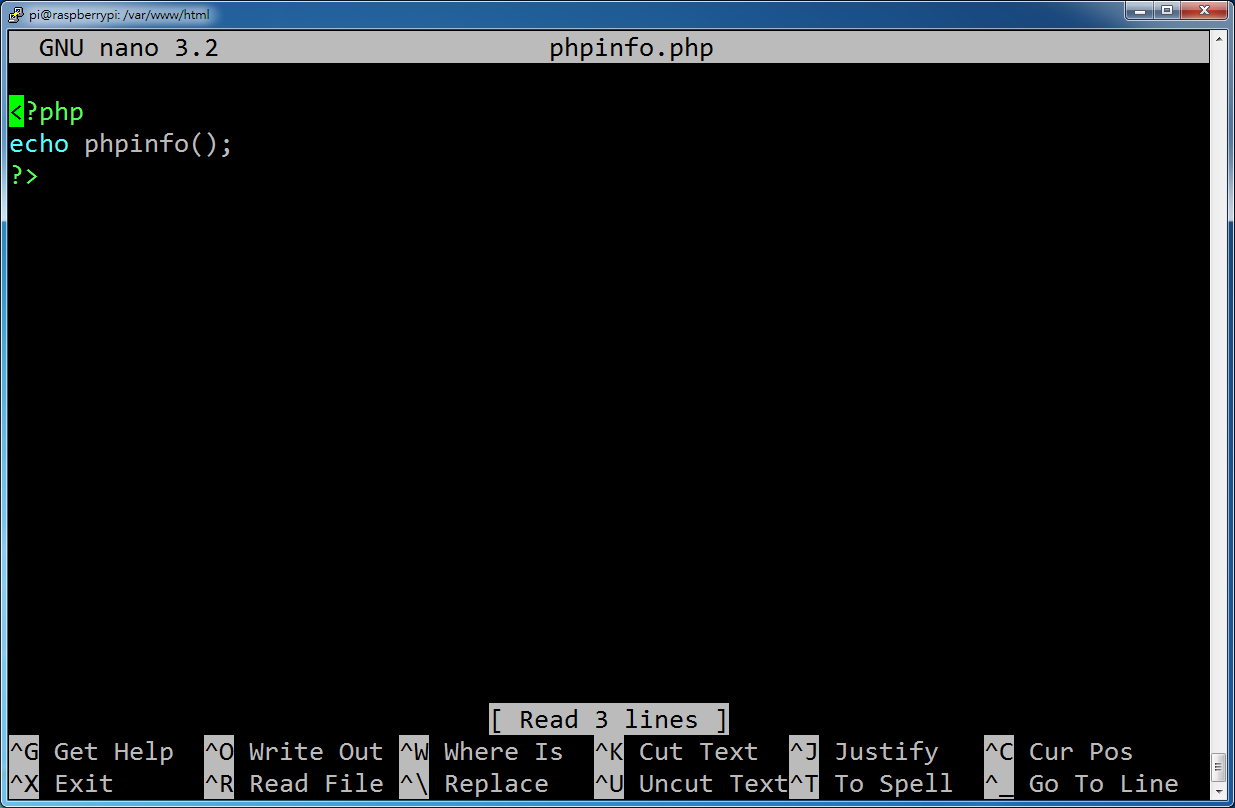 pi@raspberrypi: /var/www/html
GNU nano 3.2 phpinfo.php
<?php
echo phpinfo();
?>
[ Read 3 lines ]
^G Get Help ^O Write Out ^W Where Is ^K Cut Text ^J Justify ^C Cur Pos
^X Exit ^R Read File ^\ Replace ^U Uncut Text^T To Spell ^_ Go To Line